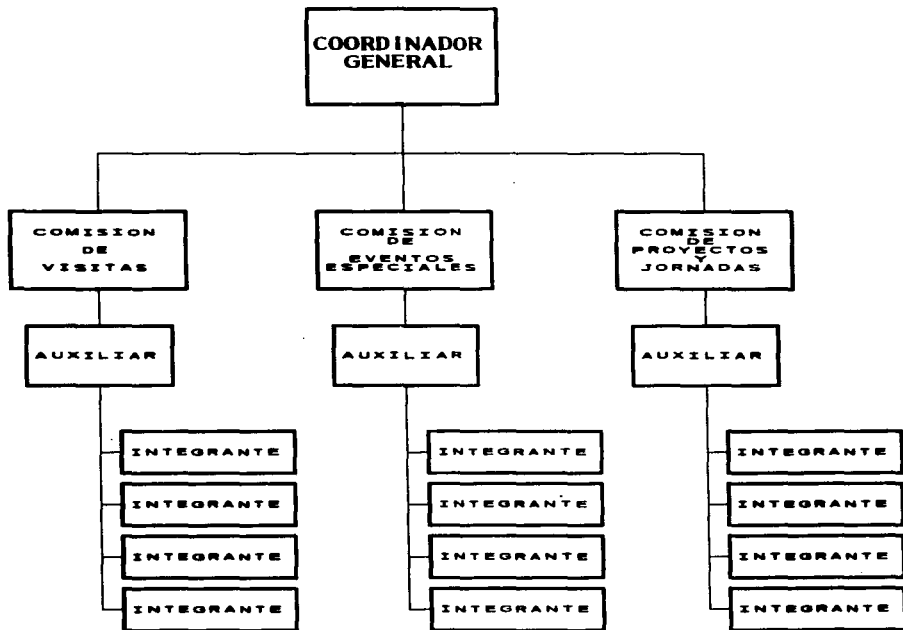 COORDINADOR
GENERAL
COMISION
DE
VISITAS
COMISION
DE
EVENTOS
ESPECIALES
COMISION
DE
PROYECTOS
Y
JORNADAS
AUXILIAR
AUXILIAR
AUXILIAR
INTEGRANTE
INTEGRANTE
INTEGRANTE
INTEGRANTE
INTEGRANTE
INTEGRANTE
INTEGRANTE
INTEGRANTE
INTEGRANTE
INTEGRANTE
INTEGRANTE
INTEGRANTE